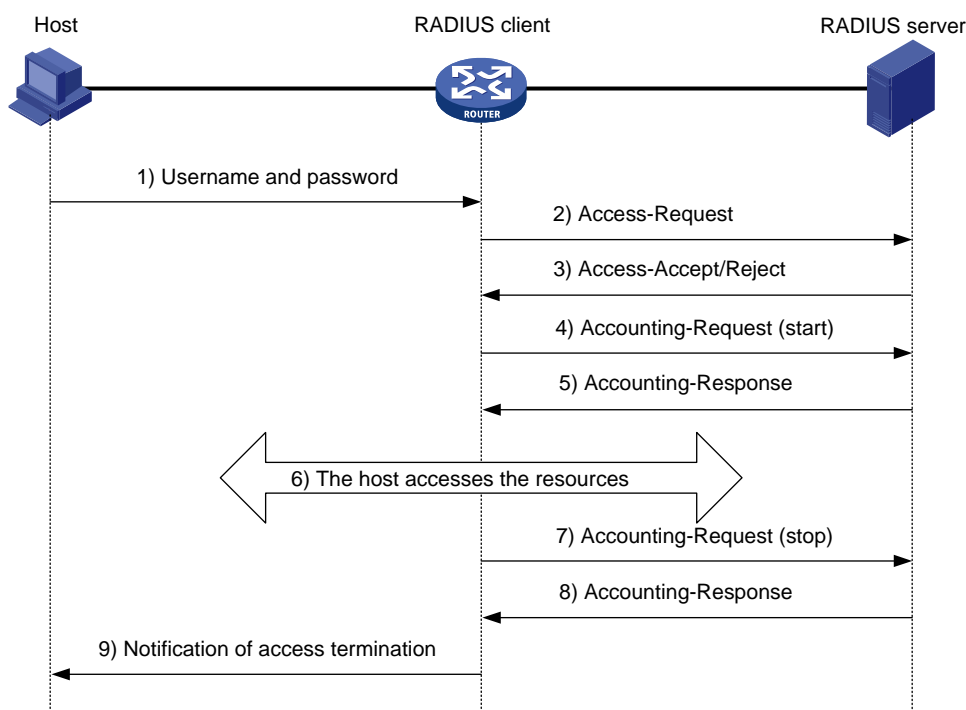 Host
RADIUS client
RADIUS server
ROUTER
1) Username and password
2) Access-Request
3) Access-Accept/Reject
4) Accounting-Request (start)
5) Accounting-Response
6) The host accesses the resources
7) Accounting-Request (stop)
8) Accounting-Response
9) Notification of access termination